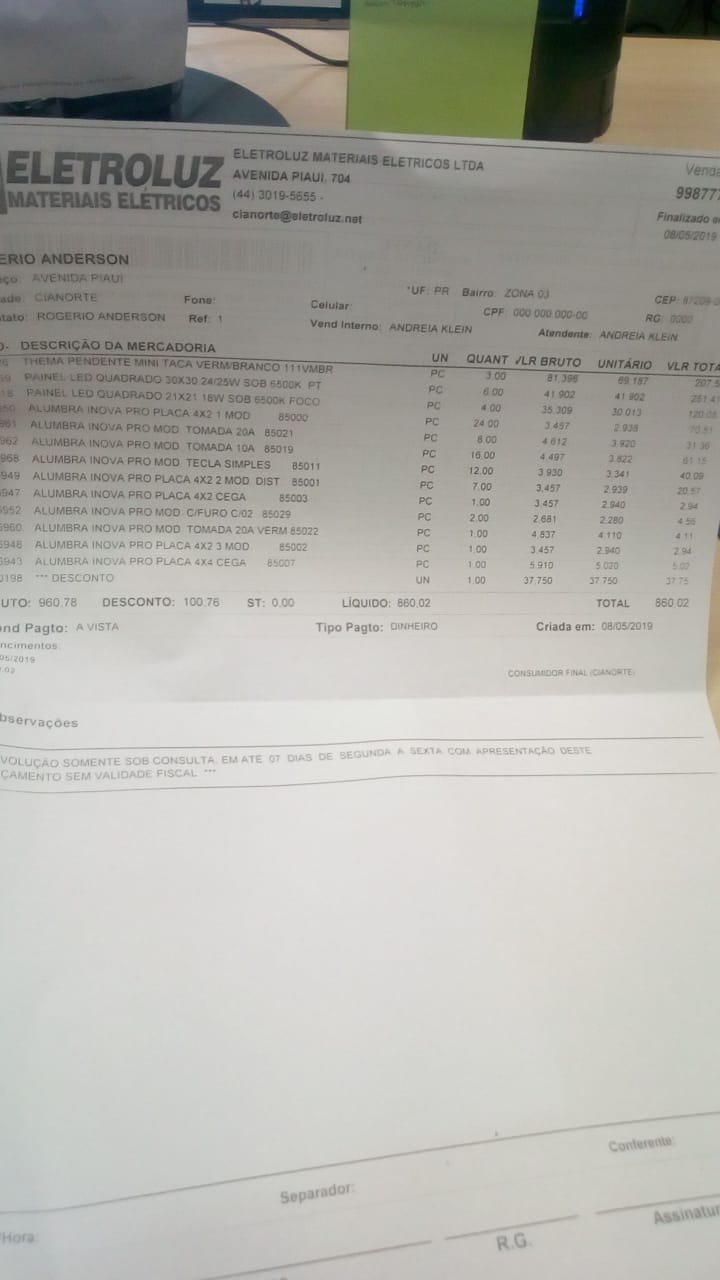 ELETROLUZ
MATERIAIS ELÉTRICOS
ELETROLUZ MATERIAIS ELETRICOS LTDA
AVENIDA PIAUI, 704
(44) 3019-5655 -
cianorte@eletroluz.net
Venda
99877
Finalizado e
08/05/2019
ERIO ANDERSON
ço: AVENIDA PIAUI
ade: CIANORTE Fone: Celular: *UF: PR Bairro: ZONA 03 CEP:
tato: ROGERIO ANDERSON Ref: 1 CPF: 000 000 000-00 RG: 0000
Vend Interno: ANDREIA KLEIN Atendente: ANDREIA KLEIN
DESCRIÇÃO DA MERCADORIA UN QUANT VLR BRUTO UNITÁRIO VLR TOTA
THEMA PENDENTE MINI TACA VERM/BRANCO 111VMBR PC 3.00 81.396 69.187 207.5
PAINEL LED QUADRADO 30X30 24/25W SOB 6500K PT PC 6.00 41.902 41.902 251.41
PAINEL LED QUADRADO 21X21 18W SOB 6500K FOCO PC 4.00 35.309 30.013
ALUMBRA INOVA PRO PLACA 4X2 1 MOD 85000 PC 24.00 3.457 2.938 70.51
ALUMBRA INOVA PRO MOD. TOMADA 20A 85021 PC 8.00 4.612 3.920 31.36
962 ALUMBRA INOVA PRO MOD. TOMADA 10A 85019 PC 16.00 4.497 3.822 61.15
968 ALUMBRA INOVA PRO MOD. TECLA SIMPLES 85011 PC 12.00 3.930 3.341 40.09
5949 ALUMBRA INOVA PRO PLACA 4X2 2 MOD. DIST 85001 PC 7.00 3.457 2.939 20.57
5947 ALUMBRA INOVA PRO PLACA 4X2 CEGA 85003 PC 1.00 3.457 2.940 2.94
5952 ALUMBRA INOVA PRO MOD. C/FURO C/02 85029 PC 2.00 2.681 2.280 4.56
5960 ALUMBRA INOVA PRO MOD. TOMADA 20A VERM 85022 PC 1.00 4.837 4.110 4.11
5948 ALUMBRA INOVA PRO PLACA 4X2 3 MOD 85002 PC 1.00 3.457 2.940 2.94
5943 ALUMBRA INOVA PRO PLACA 4X4 CEGA 85007 PC 1.00 5.910 5.020 5.02
0198 *** DESCONTO UN 1.00 37.750 37.750 37.75
UTO: 960,78 DESCONTO: 100,76 ST: 0,00 LÍQUIDO: 860,02 TOTAL 860,02
ond Pagto: A VISTA Tipo Pagto: DINHEIRO Criada em: 08/05/2019
ncimentos:
05/2019
CONSUMIDOR FINAL (CIANORTE)
bservações
VOLUÇÃO SOMENTE SOB CONSULTA. EM ATE 07 DIAS DE SEGUNDA A SEXTA COM APRESENTAÇÃO DESTE
ÇAMENTO SEM VALIDADE FISCAL ***
Conferente:
Separador:
/Hora:
R.G.
Assinatur